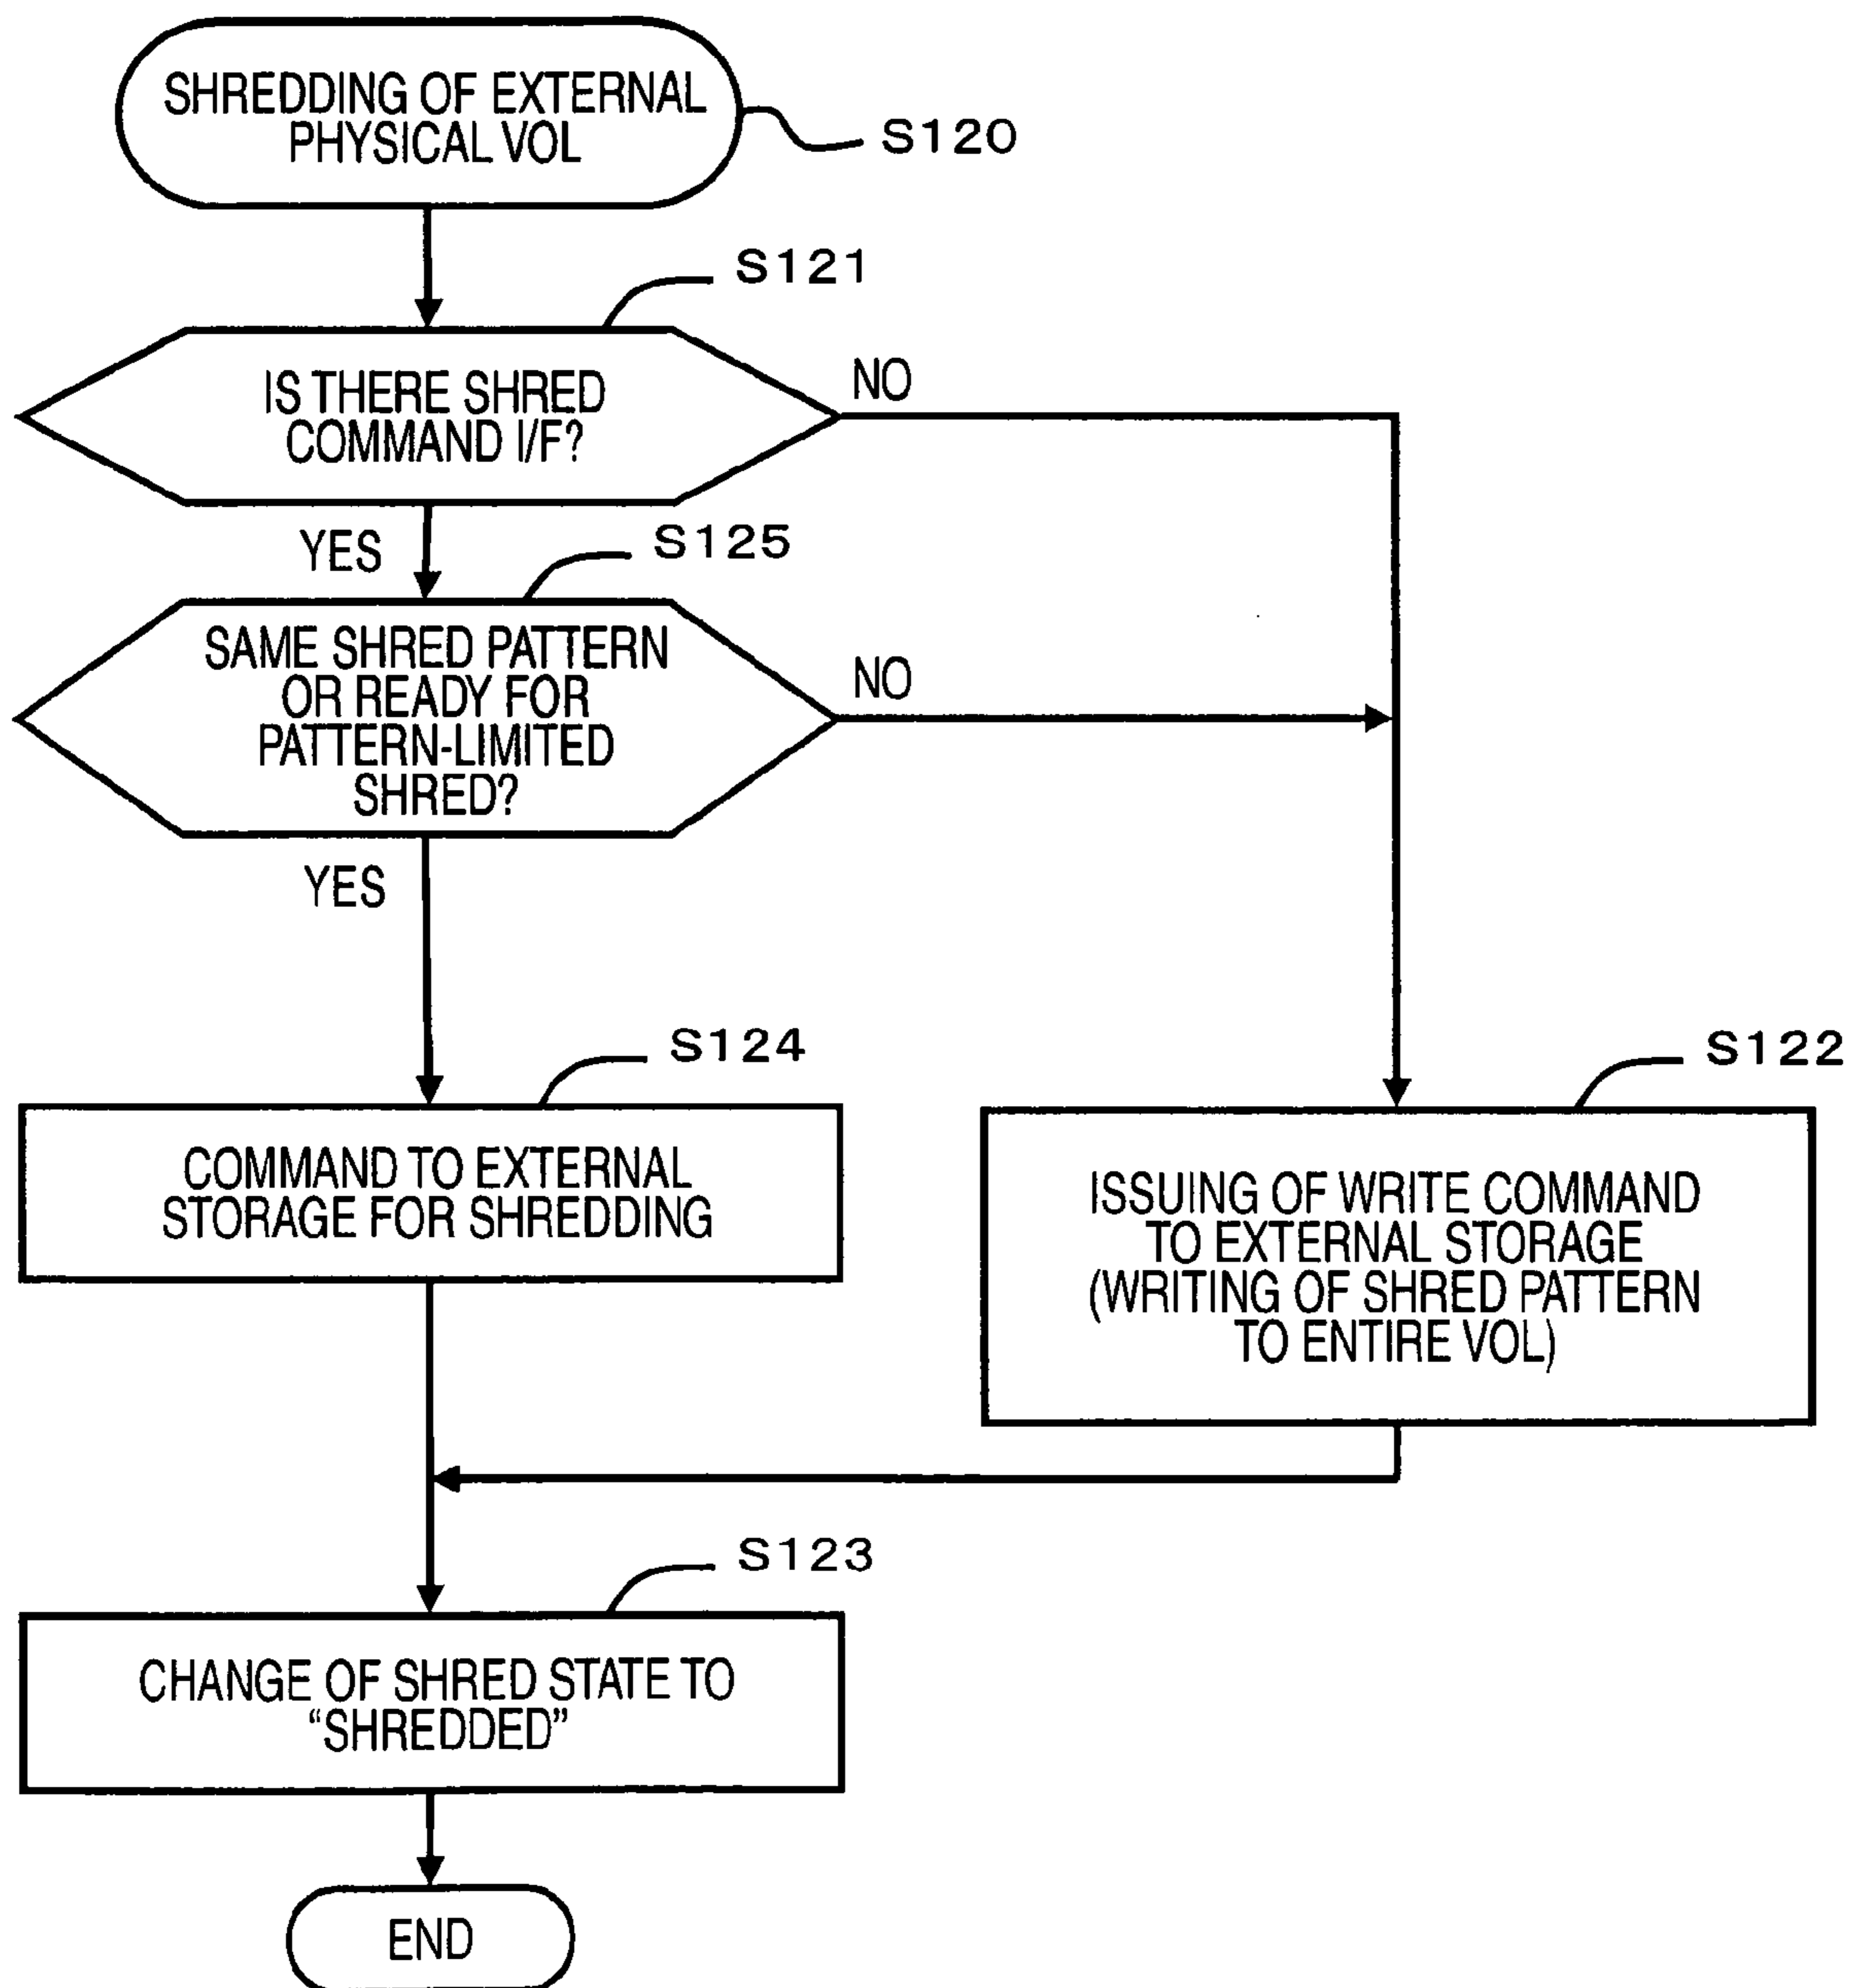 SHREDDING OF EXTERNAL
PHYSICAL VOL
S120
S121
IS THERE SHRED
COMMAND I/F?
NO
YES
S125
SAME SHRED PATTERN
OR READY FOR
PATTERN-LIMITED
SHRED?
NO
YES
S124
COMMAND TO EXTERNAL
STORAGE FOR SHREDDING
S122
ISSUING OF WRITE COMMAND
TO EXTERNAL STORAGE
(WRITING OF SHRED PATTERN
TO ENTIRE VOL)
S123
CHANGE OF SHRED STATE TO
“SHREDDED”
END